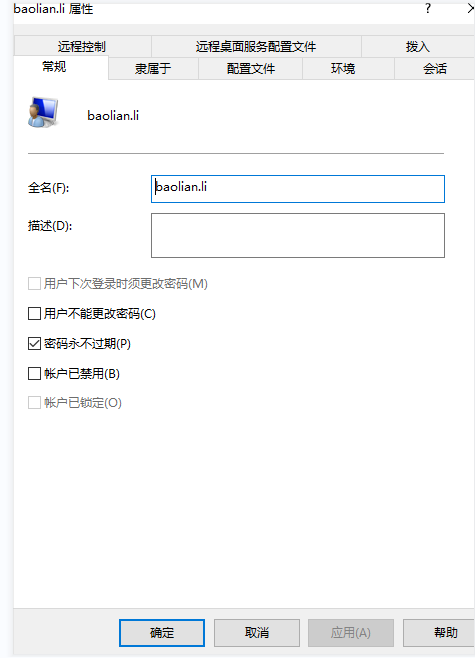 baolian.li 属性
?
远程控制 远程桌面服务配置文件 拨入
常规 隶属于 配置文件 环境 会话
baolian.li
全名(F): baolian.li
描述(D):
用户下次登录时须更改密码(M)
用户不能更改密码(C)
密码永不过期(P)
帐户已禁用(B)
帐户已锁定(O)
确定 取消 应用(A) 帮助